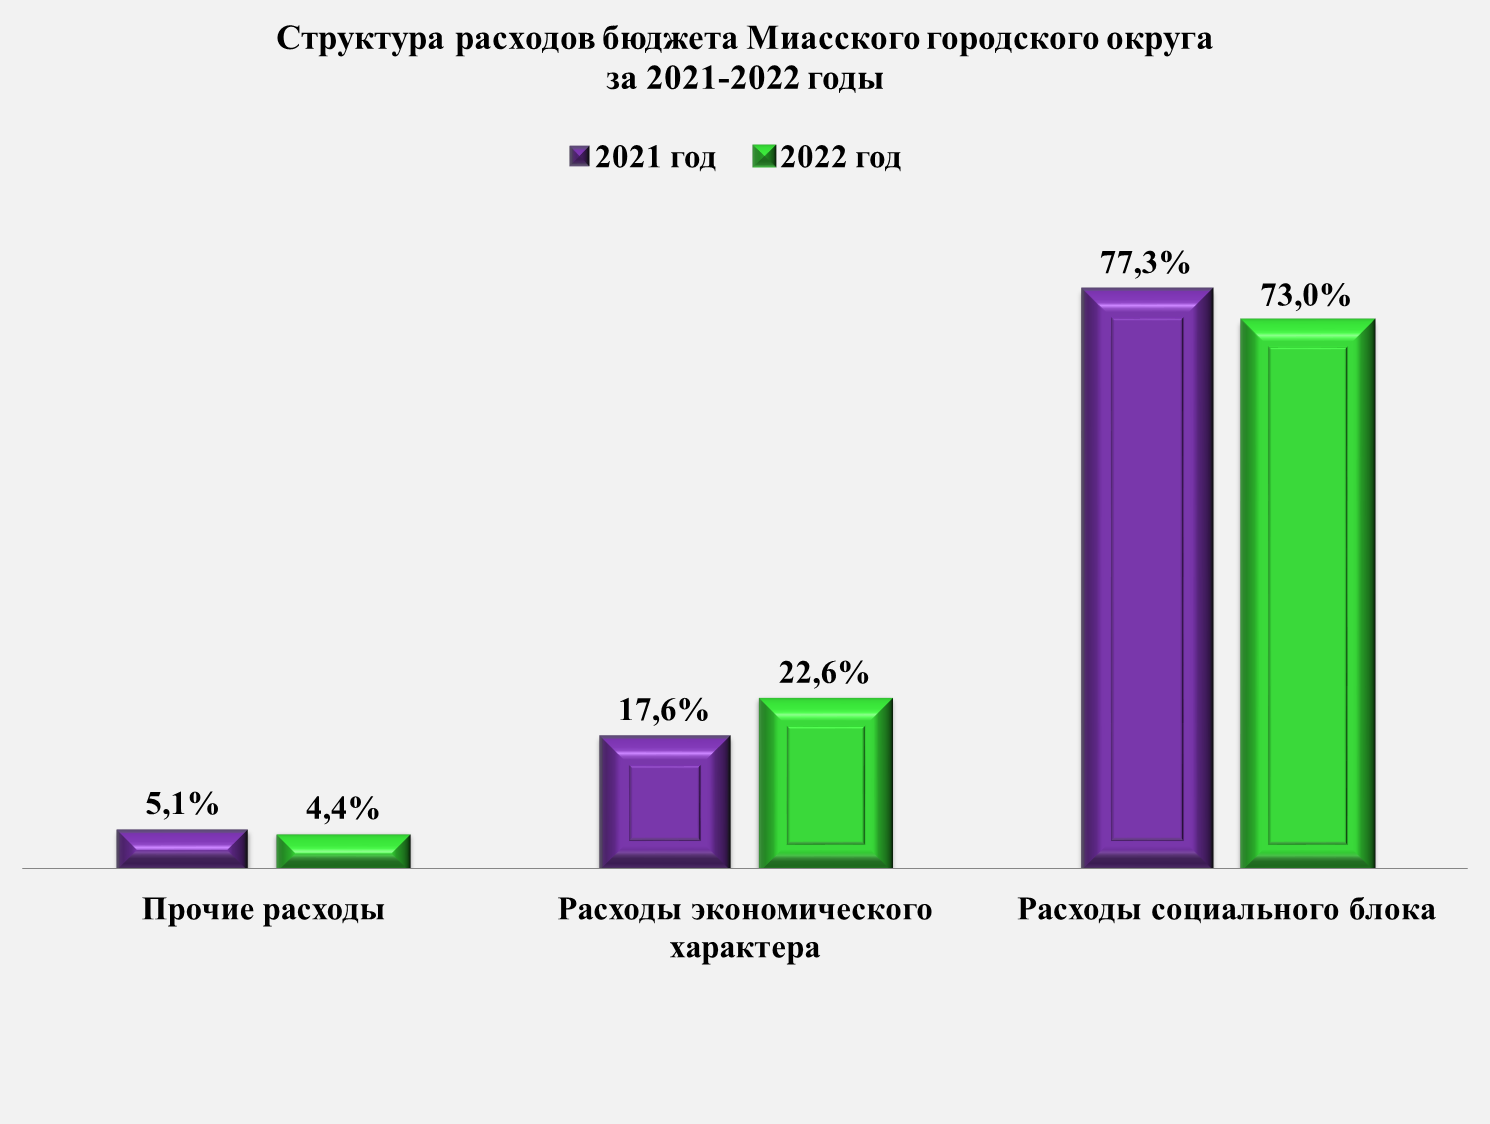 Структура расходов бюджета Миасского городского округа
за 2021-2022 годы
2021 год 2022 год
77,3%
73,0%
22,6%
17,6%
5,1%
4,4%
Прочие расходы
Расходы экономического
характера
Расходы социального блока